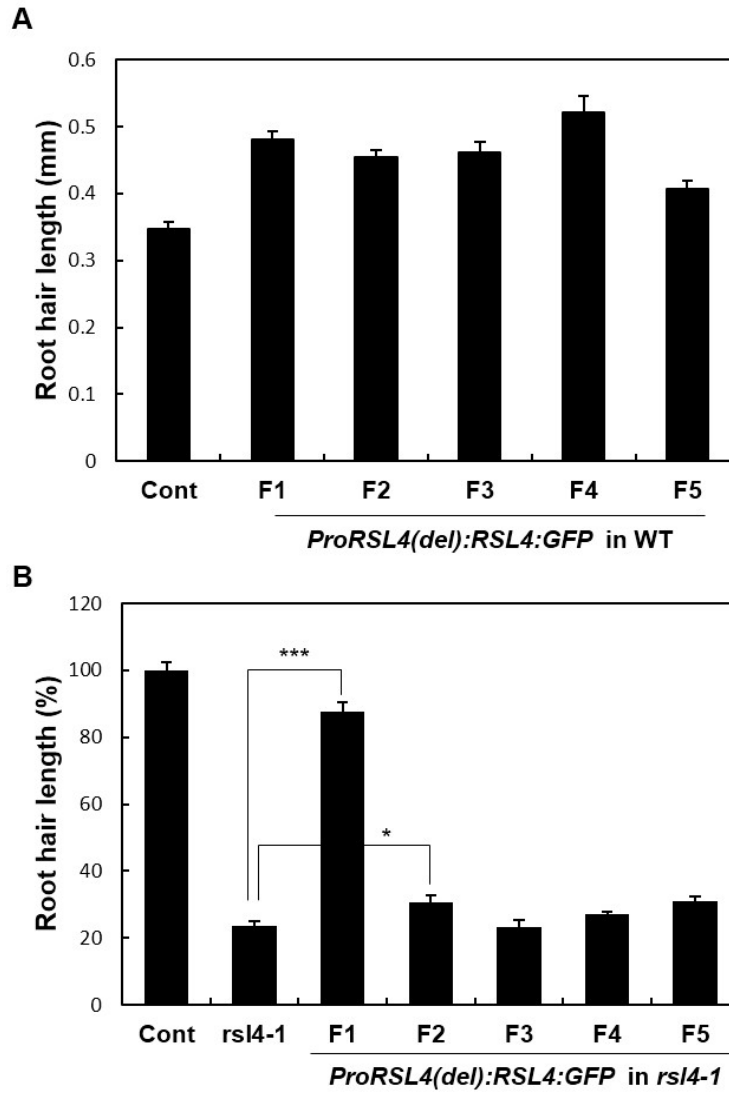 A
Root hair length (mm)
0.6
0.5
0.4
0.3
0.2
0.1
0
Cont F1 F2 F3 F4 F5
ProRSL4(del):RSL4:GFP in WT
B
Root hair length (%)
120
100
80
60
40
20
0
***
*
Cont rsl4-1 F1 F2 F3 F4 F5
ProRSL4(del):RSL4:GFP in rsl4-1